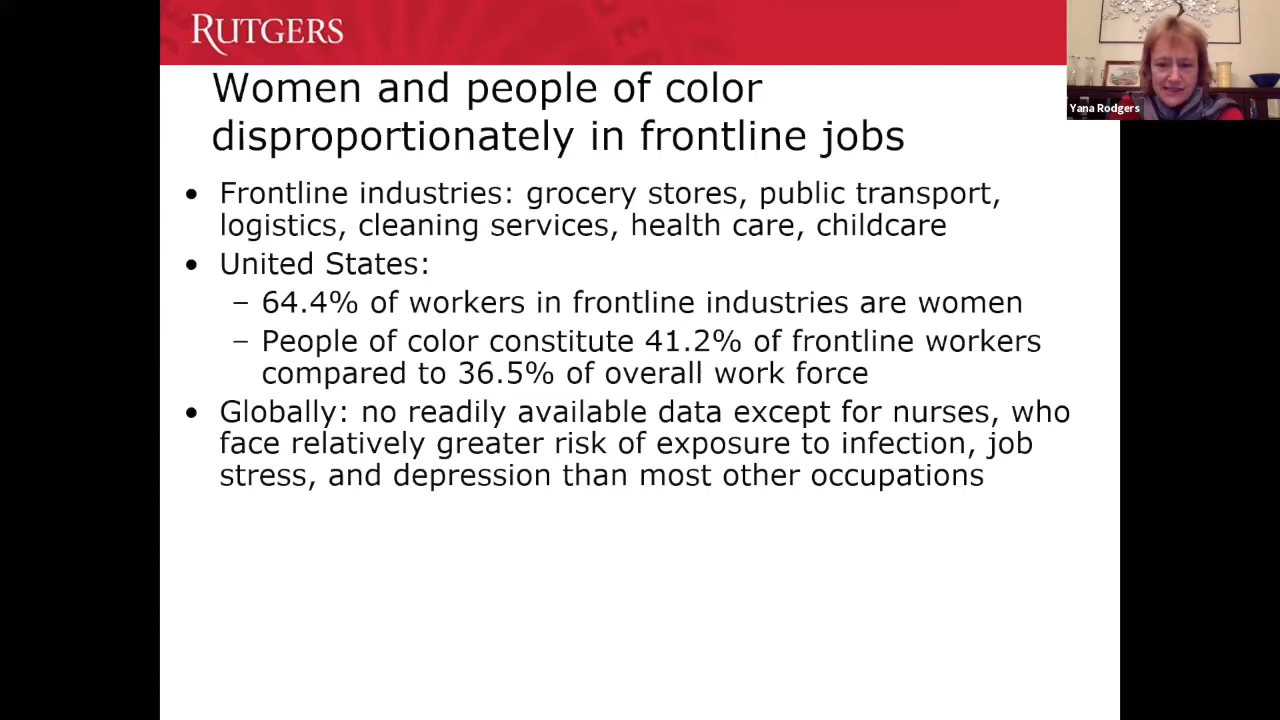 RUTGERS
Yana Rodgers
Women and people of color
disproportionately in frontline jobs
• Frontline industries: grocery stores, public transport,
logistics, cleaning services, health care, childcare
• United States:
– 64.4% of workers in frontline industries are women
– People of color constitute 41.2% of frontline workers
compared to 36.5% of overall work force
• Globally: no readily available data except for nurses, who
face relatively greater risk of exposure to infection, job
stress, and depression than most other occupations